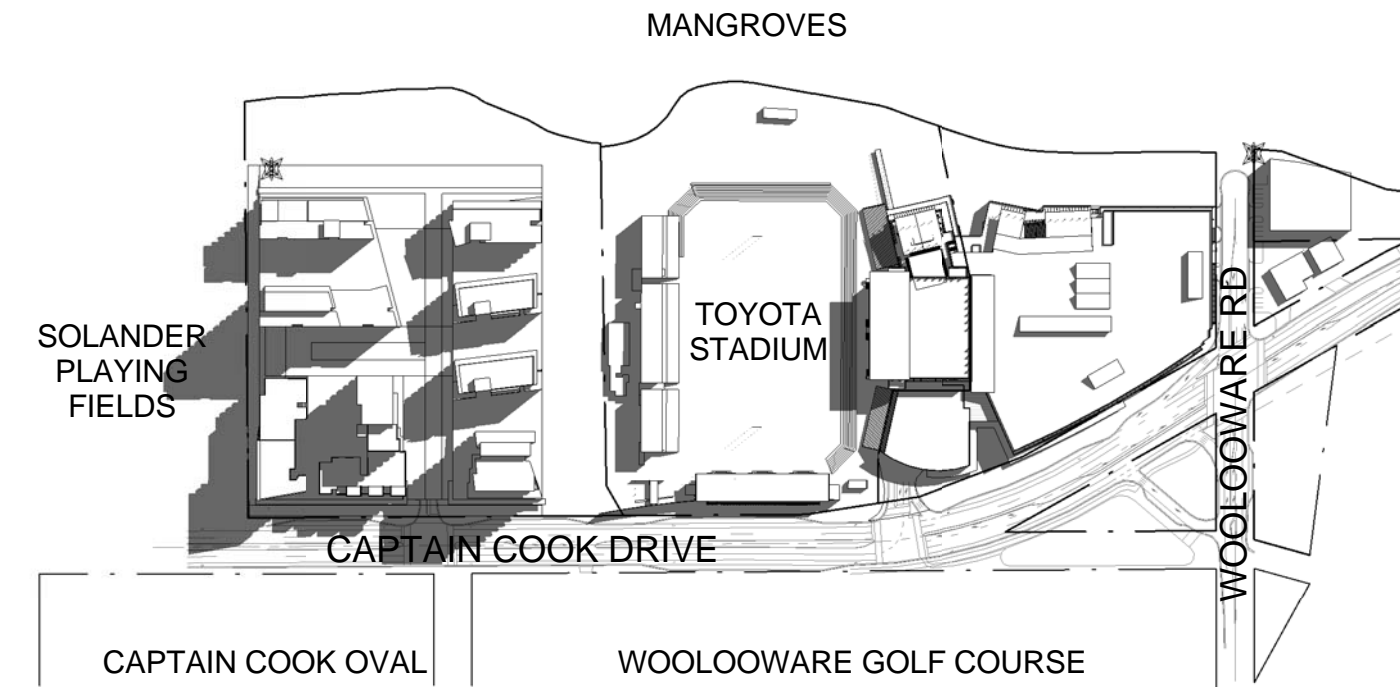 MANGROVES
SOLANDER
PLAYING
FIELDS
TOYOTA
STADIUM
WOOLOOWARE RD
CAPTAIN COOK DRIVE
CAPTAIN COOK OVAL
WOOLOOWARE GOLF COURSE